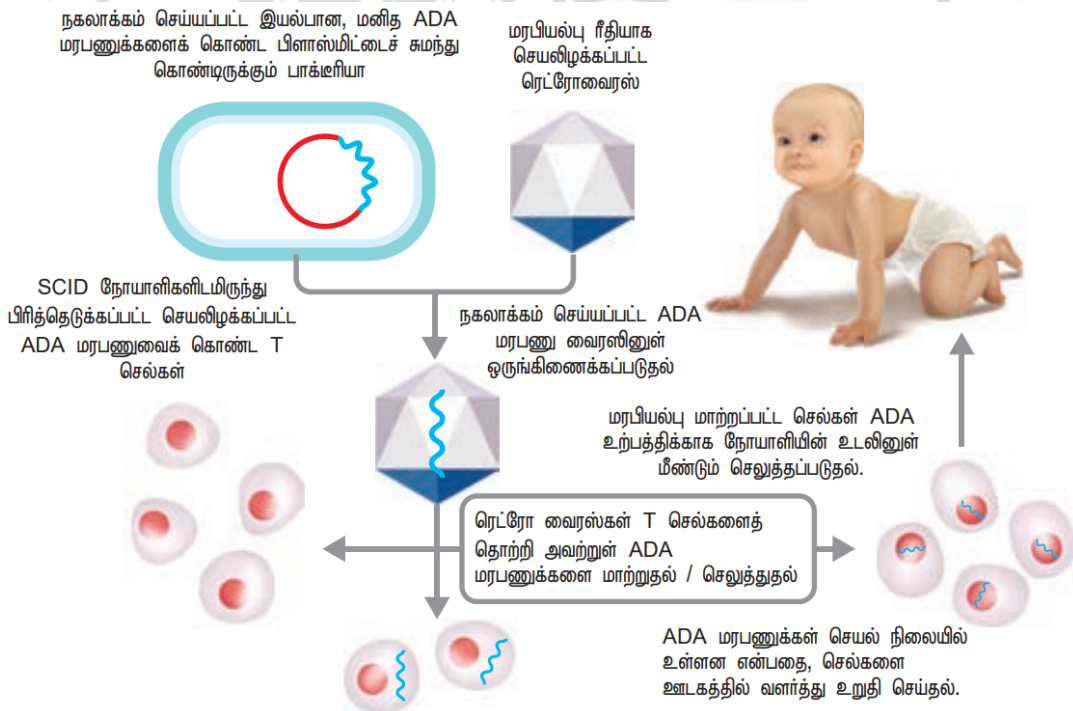 நகலாக்கம் செய்யப்பட்ட இயல்பான, மனித ADA
மரபணுக்களைக் கொண்ட பிளாஸ்மிட்டைச் சுமந்து
கொண்டிருக்கும் பாக்டீரியா
மரபியல்பு ரீதியாக
செயலிழக்கப்பட்ட
ரெட்ரோவைரஸ்
SCID நோயாளிகளிடமிருந்து
பிரித்தெடுக்கப்பட்ட செயலிழக்கப்பட்ட
ADA மரபணுவைக் கொண்ட T
செல்கள்
நகலாக்கம் செய்யப்பட்ட ADA
மரபணு வைரஸினுள்
ஒருங்கிணைக்கப்படுதல்
மரபியல்பு மாற்றப்பட்ட செல்கள் ADA
உற்பத்திக்காக நோயாளியின் உடலினுள்
மீண்டும் செலுத்தப்படுதல்.
ரெட்ரோ வைரஸ்கள் T செல்களைத்
தொற்றி அவற்றுள் ADA
மரபணுக்களை மாற்றுதல் / செலுத்துதல்
ADA மரபணுக்கள் செயல் நிலையில்
உள்ளன என்பதை, செல்களை
ஊடகத்தில் வளர்த்து உறுதி செய்தல்.